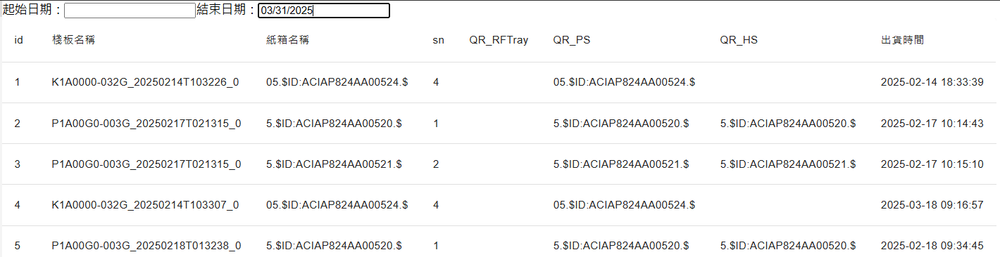 起始日期：結束日期：03/31/2025
id 棧板名稱 紙箱名稱 sn QR_RFTray QR_PS QR_HS 出貨時間
1 K1A0000-032G_20250214T103226_0 05.$ID:ACIAP824AA00524.$ 4 05.$ID:ACIAP824AA00524.$ 2025-02-14 18:33:39
2 P1A00G0-003G_20250217T021315_0 5.$ID:ACIAP824AA00520.$ 1 5.$ID:ACIAP824AA00520.$ 5.$ID:ACIAP824AA00520.$ 2025-02-17 10:14:43
3 P1A00G0-003G_20250217T021315_0 5.$ID:ACIAP824AA00521.$ 2 5.$ID:ACIAP824AA00521.$ 5.$ID:ACIAP824AA00521.$ 2025-02-17 10:15:10
4 K1A0000-032G_20250214T103307_0 05.$ID:ACIAP824AA00524.$ 4 05.$ID:ACIAP824AA00524.$ 2025-03-18 09:16:57
5 P1A00G0-003G_20250218T013238_0 5.$ID:ACIAP824AA00520.$ 1 5.$ID:ACIAP824AA00520.$ 5.$ID:ACIAP824AA00520.$ 2025-02-18 09:34:45